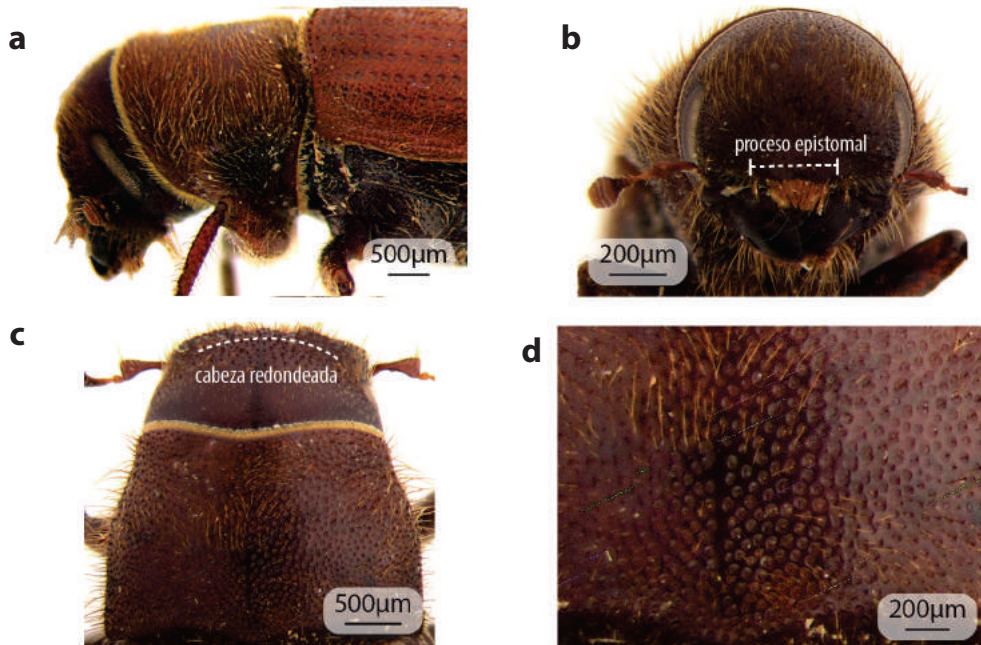 a
500µm
b
proceso epistomal
200µm
c
cabeza redondeada
500µm
d
200µm